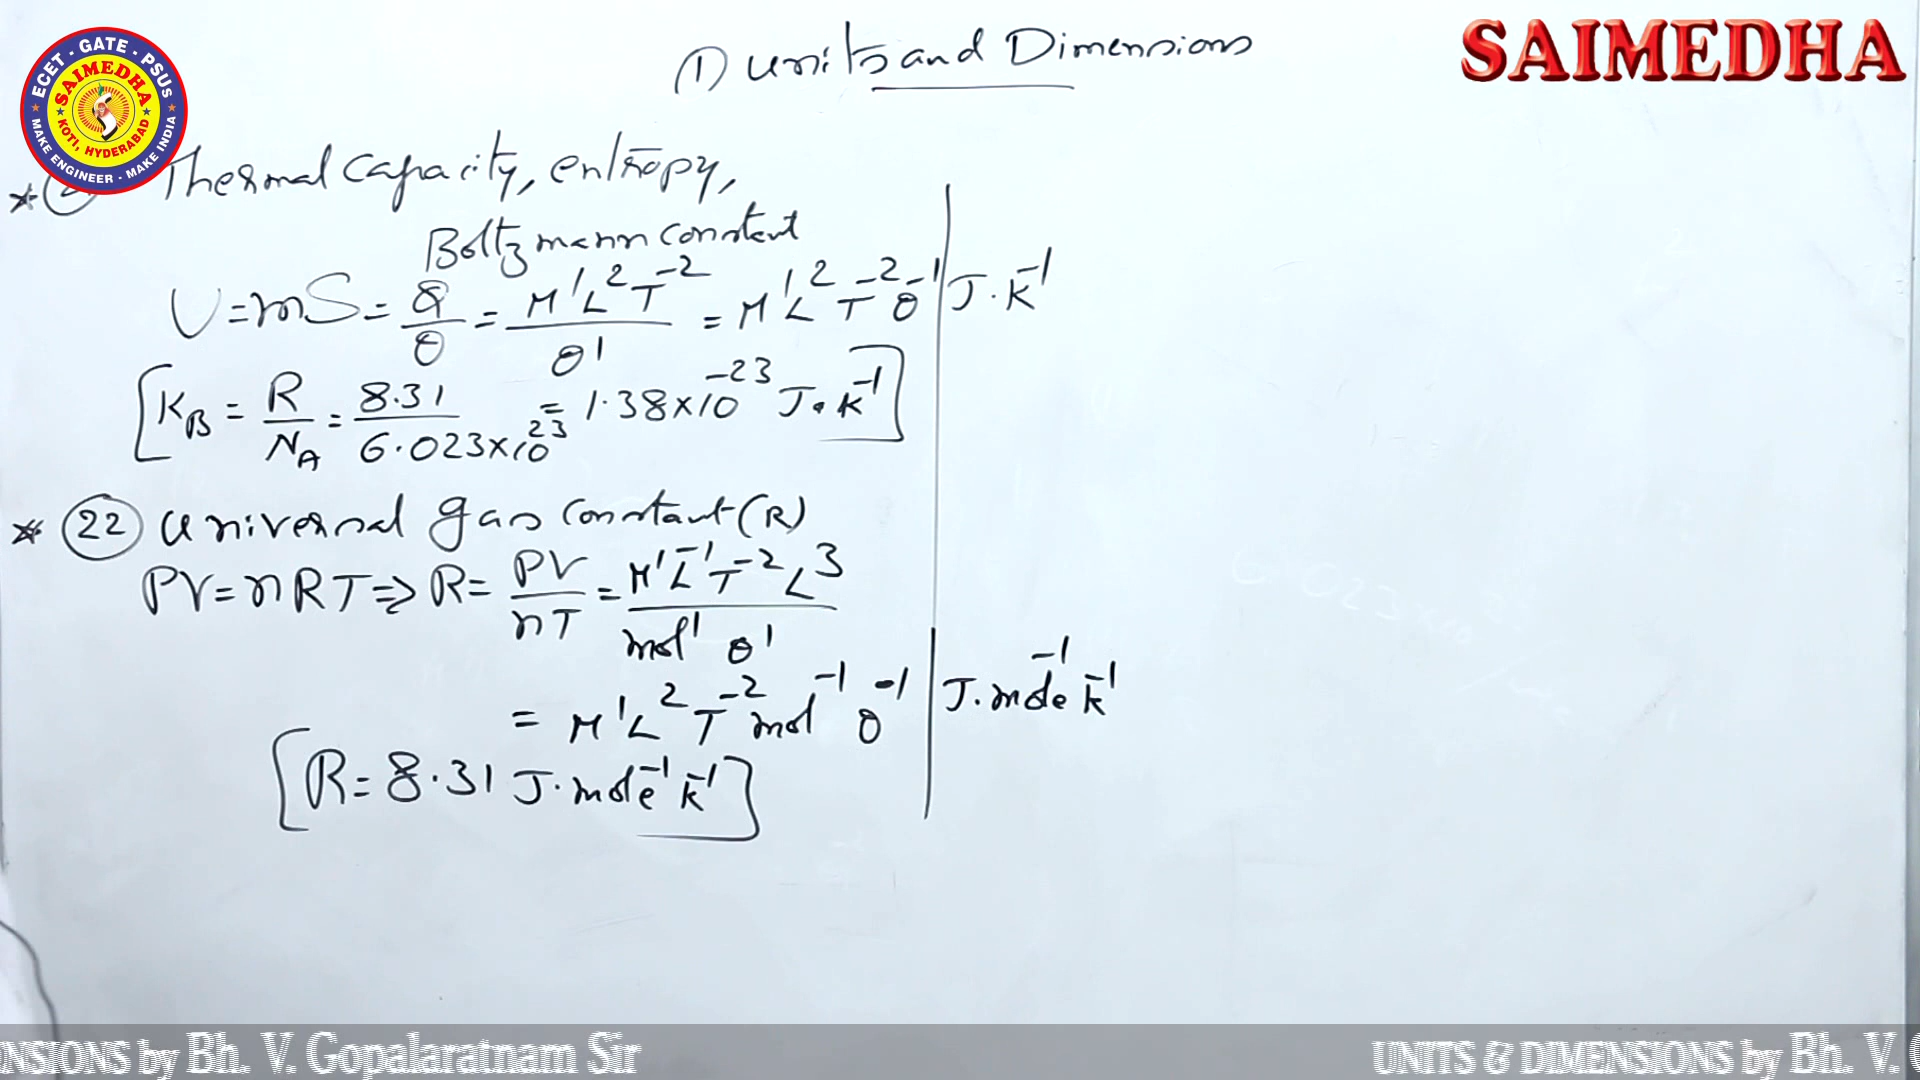 ECET - GATE - PSUS
SAIMEDHA
KOTI, HYDERABAD
MAKE ENGINEER - MAKE INDIA
SAIMEDHA
① Units and Dimensions
* Thermal Capacity, entropy,
Boltzmann constant
U = mS = Q/θ = M¹L²T⁻²/θ¹ = M¹L²T⁻²θ⁻¹ | J.K⁻¹
[K_B = R/N_A = 8.31/6.023×10²³ = 1.38×10⁻²³ J.K⁻¹]
* ㉒ Universal gas constant (R)
PV = nRT ⇒ R = PV/nT = M¹L⁻¹T⁻²L³/mol¹ θ¹
= M¹L²T⁻² mol⁻¹ θ⁻¹ | J.mole⁻¹ K⁻¹
[R = 8.31 J.mole⁻¹ K⁻¹]
NSIONS by Bh. V. Gopalaratnam Sir
UNITS & DIMENSIONS by Bh. V. G